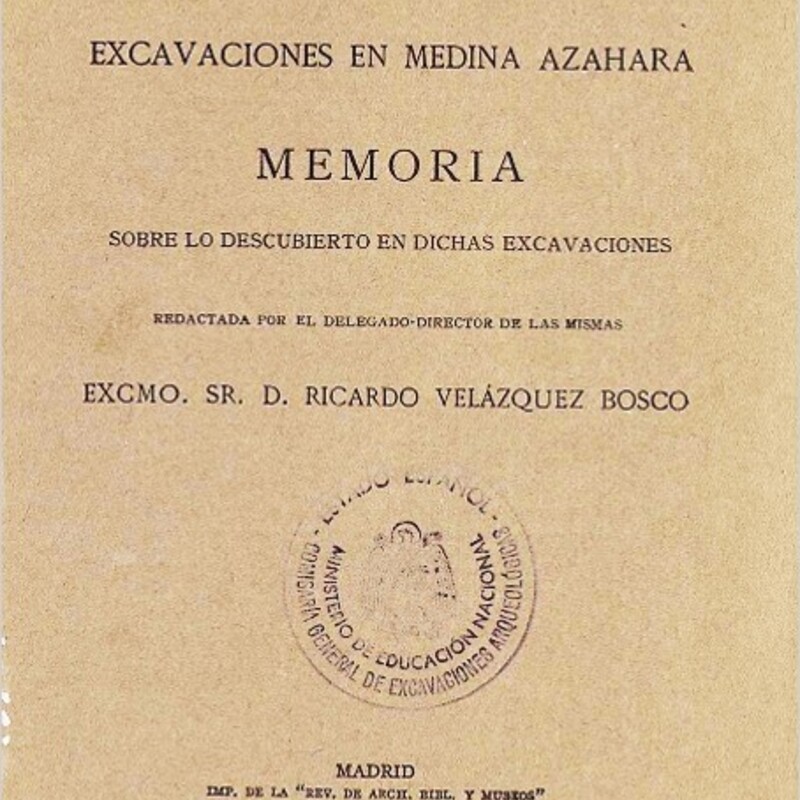 EXCAVACIONES EN MEDINA AZAHARA
MEMORIA
SOBRE LO DESCUBIERTO EN DICHAS EXCAVACIONES
REDACTADA POR EL DELEGADO-DIRECTOR DE LAS MISMAS
EXCMO. SR. D. RICARDO VELÁZQUEZ BOSCO
- ESTADO ESPAÑOL -
COMISARÍA GENERAL DE EXCAVACIONES ARQUEOLÓGICAS
MINISTERIO DE EDUCACIÓN NACIONAL
MADRID
IMP. DE LA "REV. DE ARCH. BIBL. Y MUSEOS"